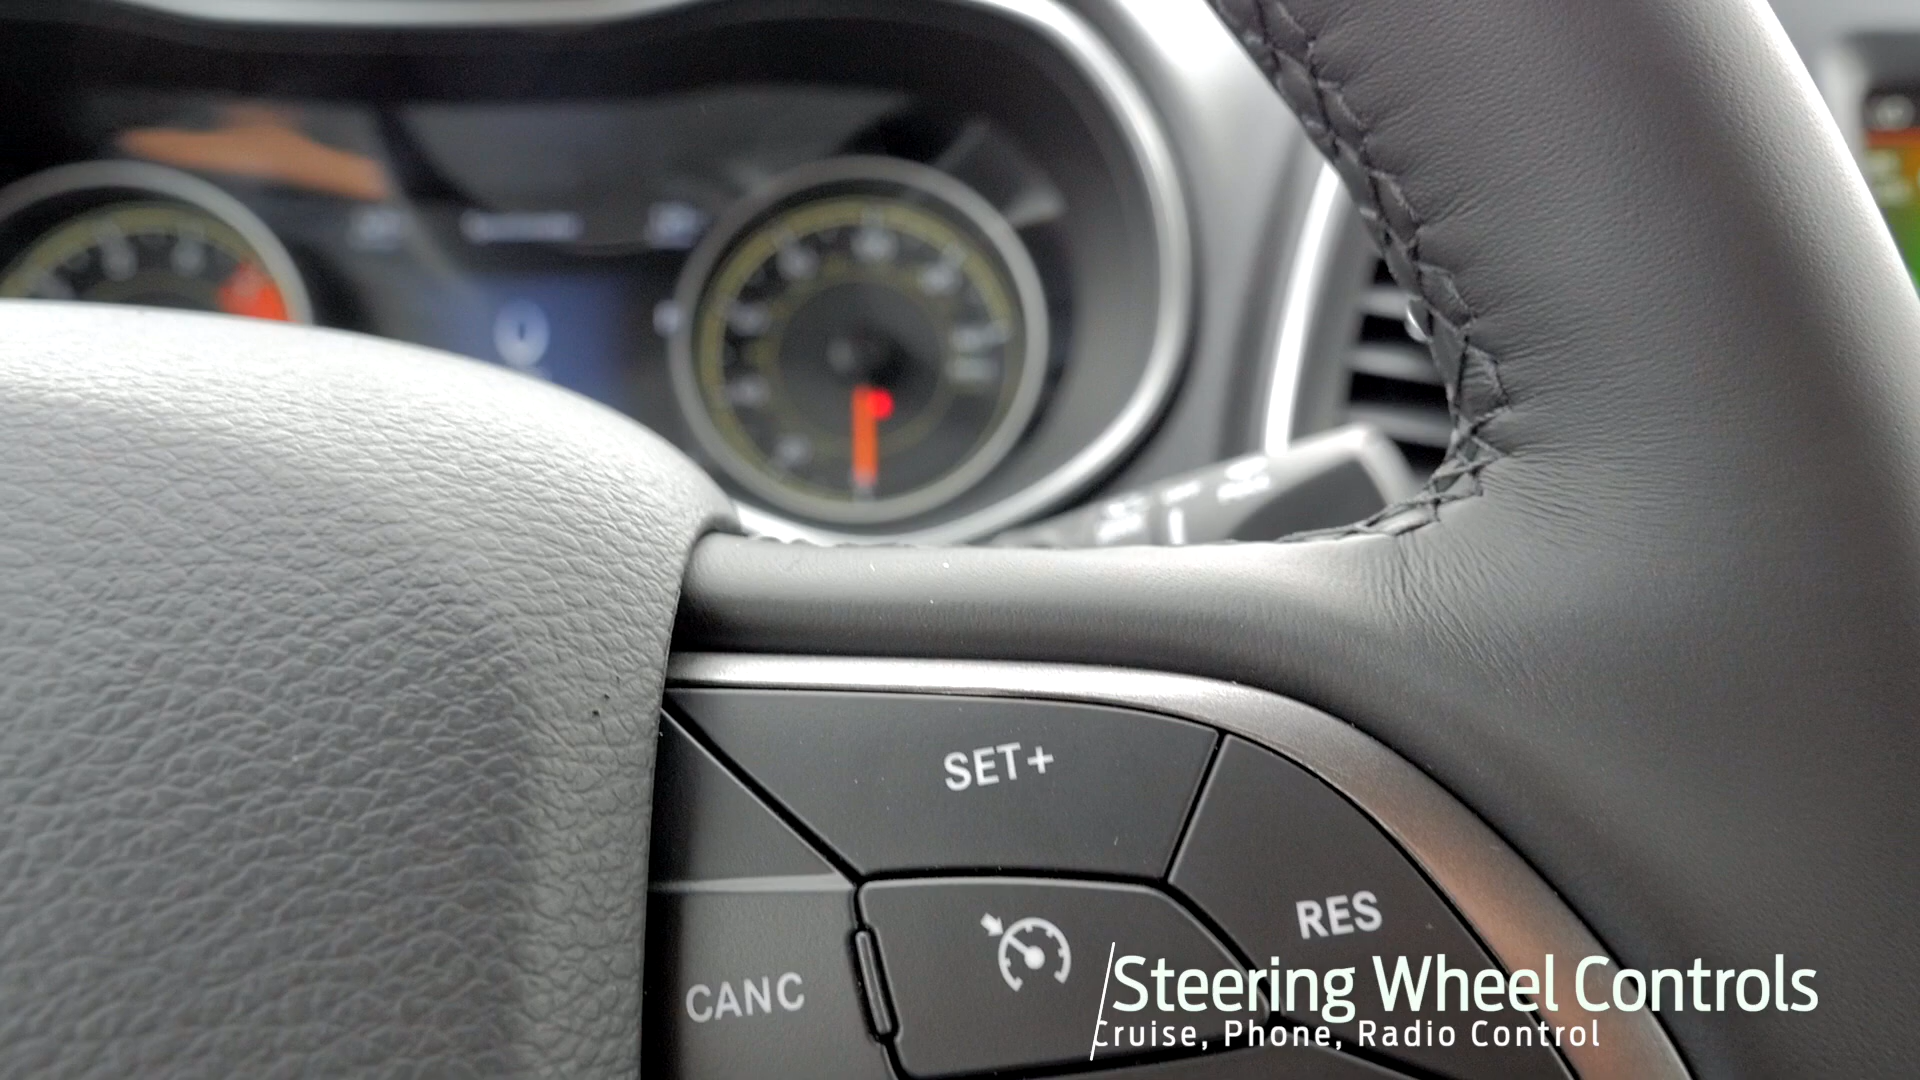 SET+
RES
CANC
Steering Wheel Controls
Cruise, Phone, Radio Control